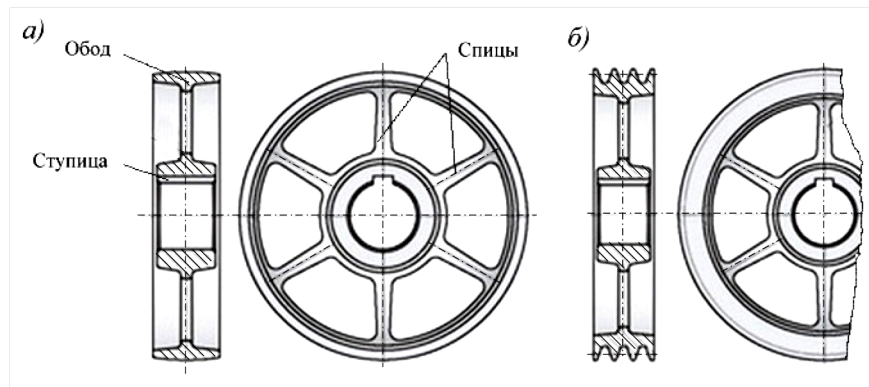 а)
Обод
Спицы
б)
Ступица